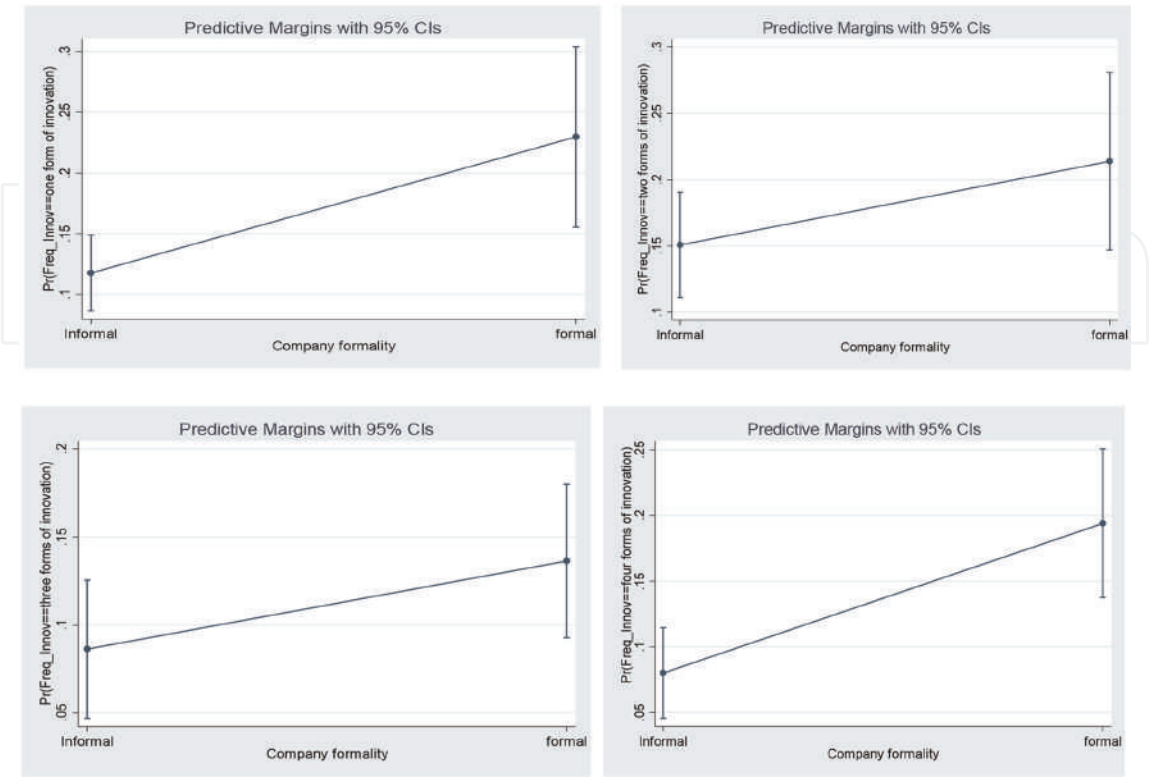 Predictive Margins with 95% CIs
Pr(Freq_Innov==one form of innovation)
.3
.25
.2
.15
.1
Informal
formal
Company formality
Predictive Margins with 95% CIs
Pr(Freq_Innov==two forms of innovation)
.3
.25
.2
.15
.1
Informal
formal
Company formality
Predictive Margins with 95% CIs
Pr(Freq_Innov==three forms of innovation)
.2
.15
.1
.05
Informal
formal
Company formality
Predictive Margins with 95% CIs
Pr(Freq_Innov==four forms of innovation)
.25
.2
.15
.1
.05
Informal
formal
Company formality